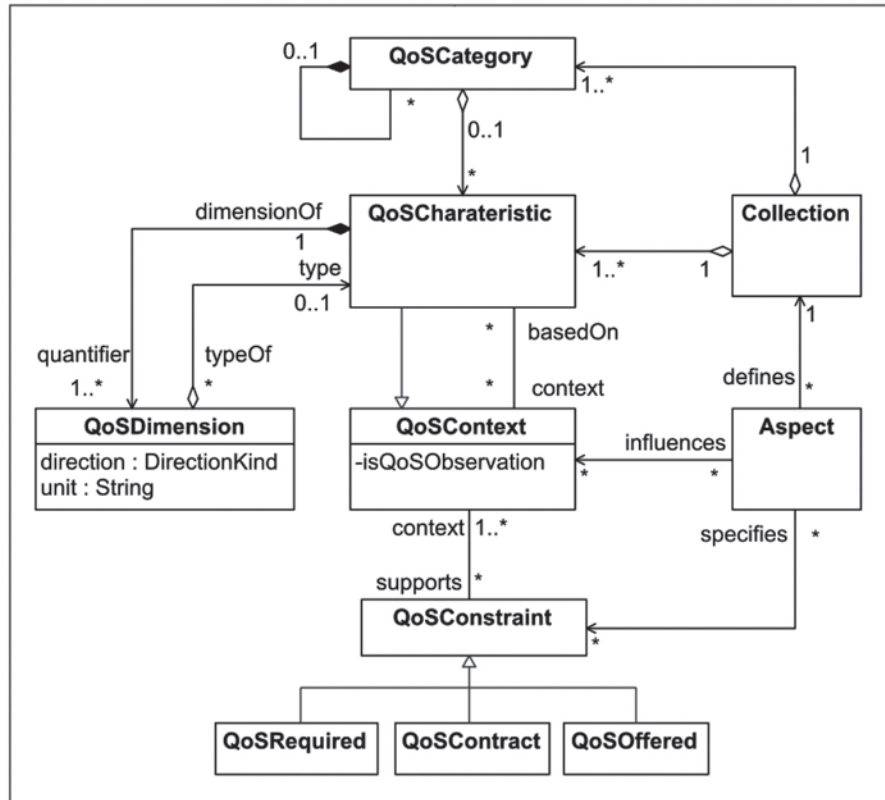 0..1
QoSCategory
*
1..*
0..1
*
1
dimensionOf
QoSCharateristic
Collection
1
type
1..*
1
0..1
*
basedOn
1
quantifier
typeOf
defines
1..*
*
*
context
*
QoSDimension
QoSContext
Aspect
direction : DirectionKind
-isQoSObservation
influences
unit : String
*
*
context
1..*
specifies
*
supports
*
QoSConstraint
*
QoSRequired
QoSContract
QoSOffered